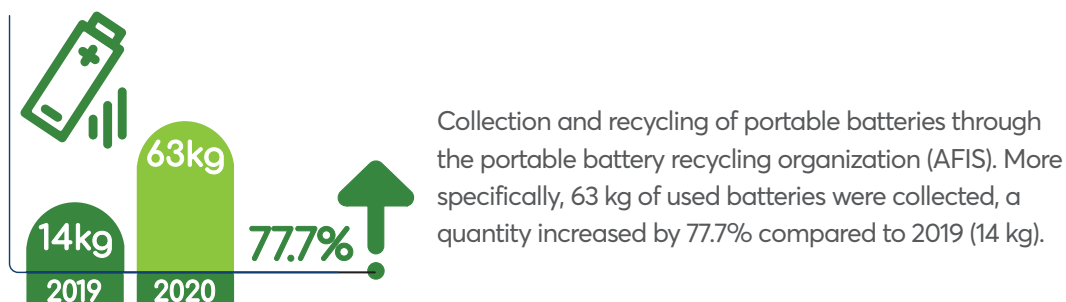 63kg
14kg
77.7%
2019 2020
Collection and recycling of portable batteries through
the portable battery recycling organization (AFIS). More
specifically, 63 kg of used batteries were collected, a
quantity increased by 77.7% compared to 2019 (14 kg).